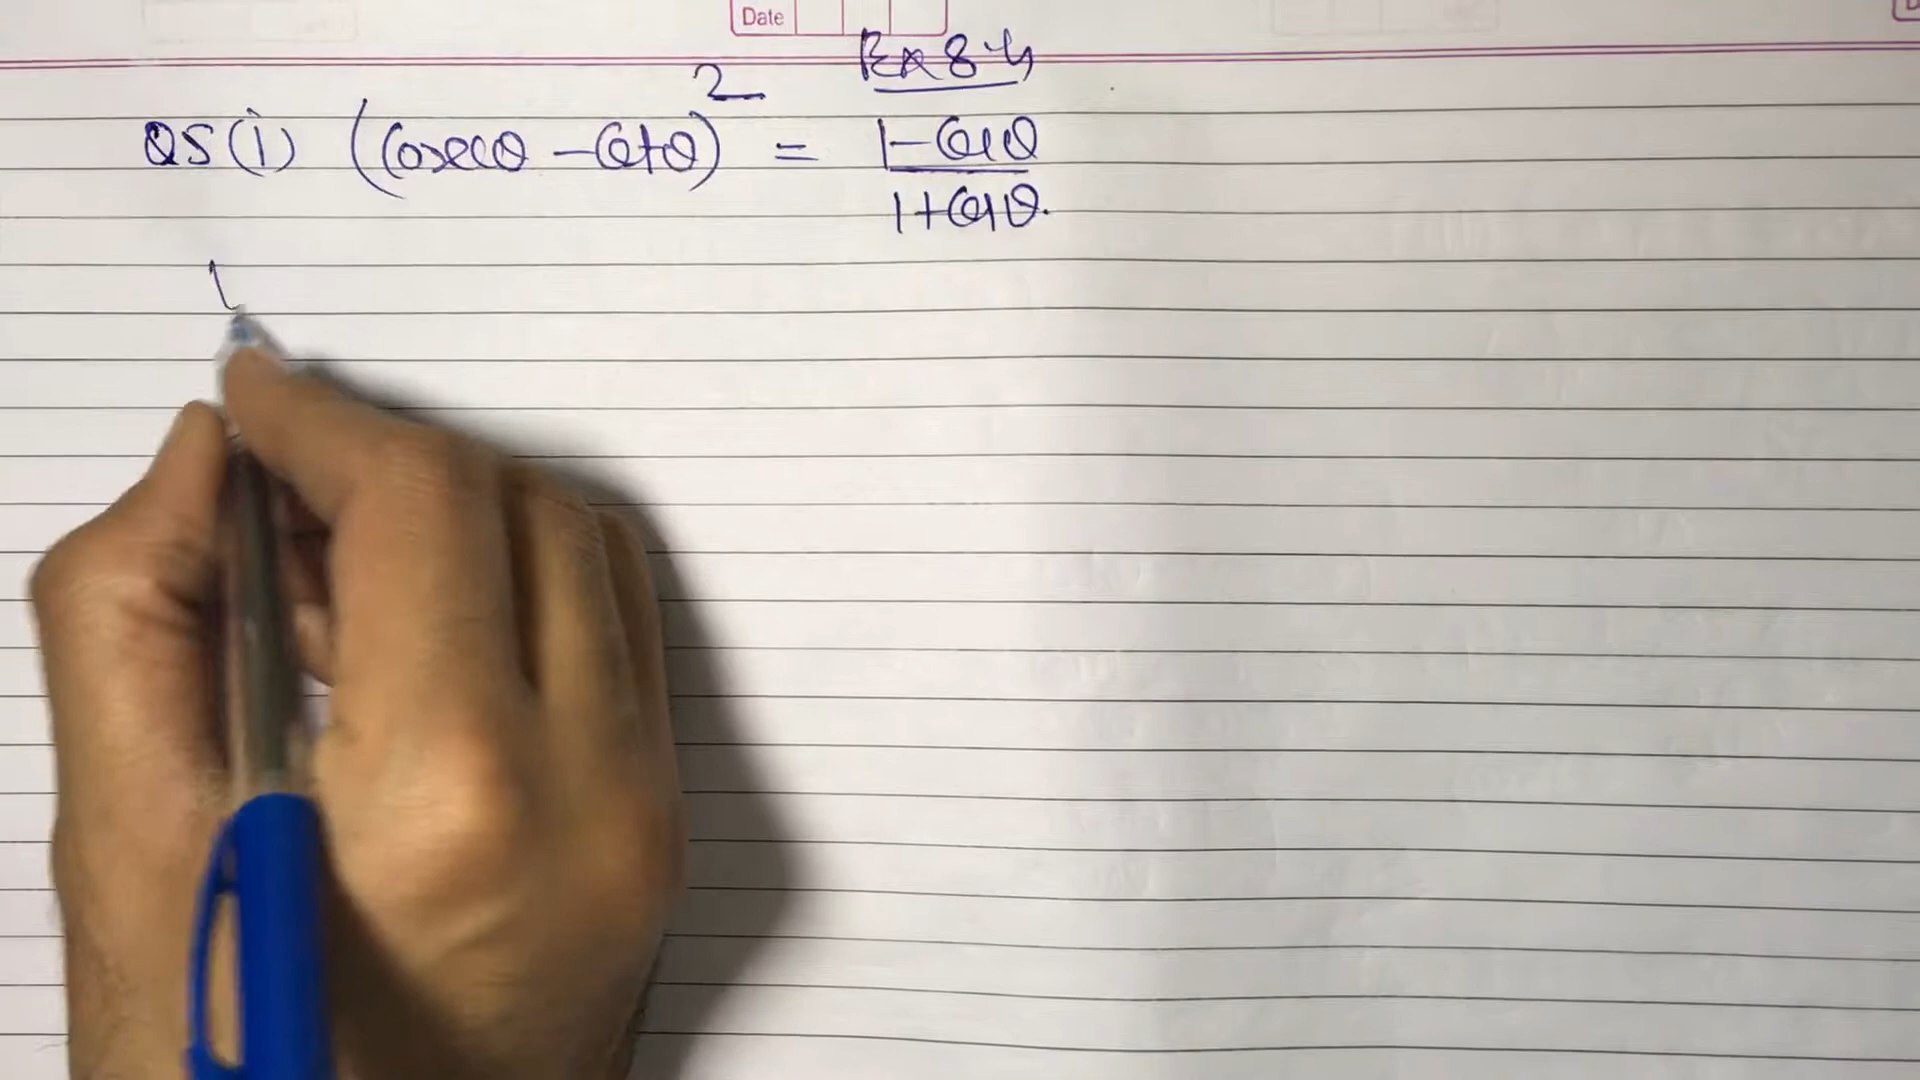 Date
Ex 8.4
Q5(i) (Cosecθ - Cotθ)² = 1-Cosθ
1+Cosθ.
L